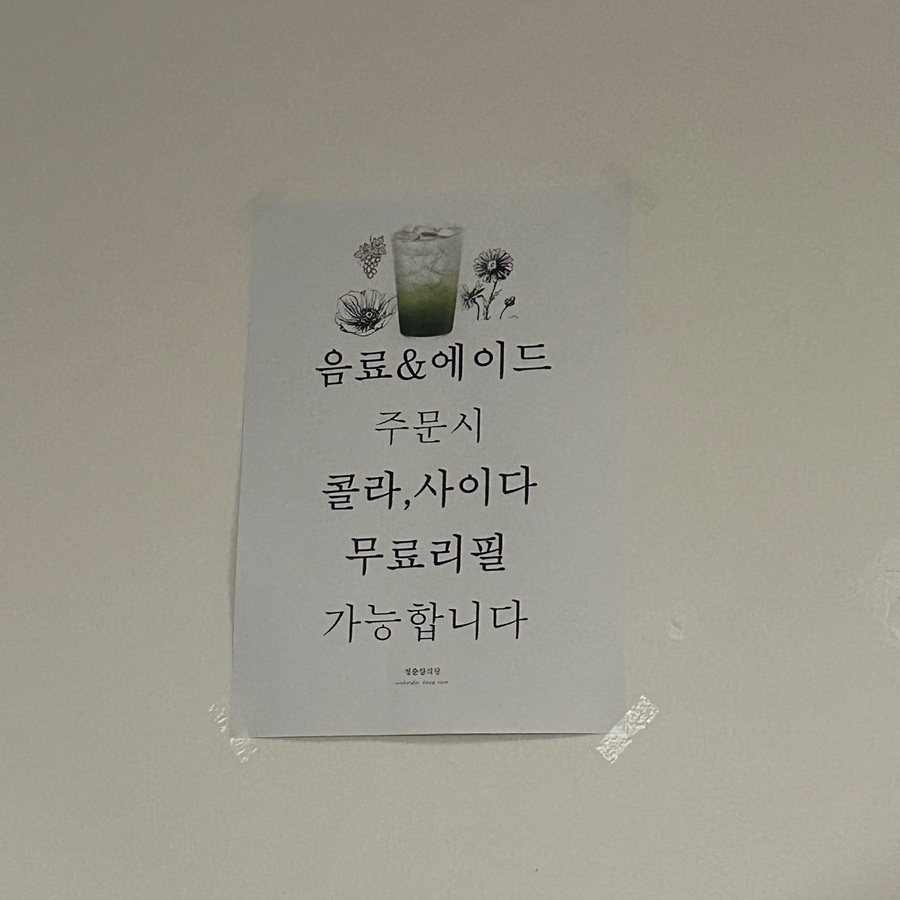 음료&에이드
주문시
콜라,사이다
무료리필
가능합니다